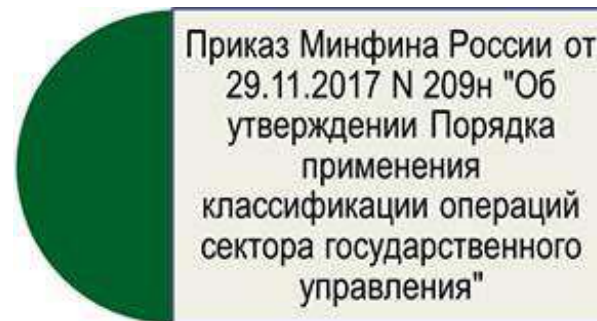 Приказ Минфина России от
29.11.2017 N 209н "Об
утверждении Порядка
применения
классификации операций
сектора государственного
управления"